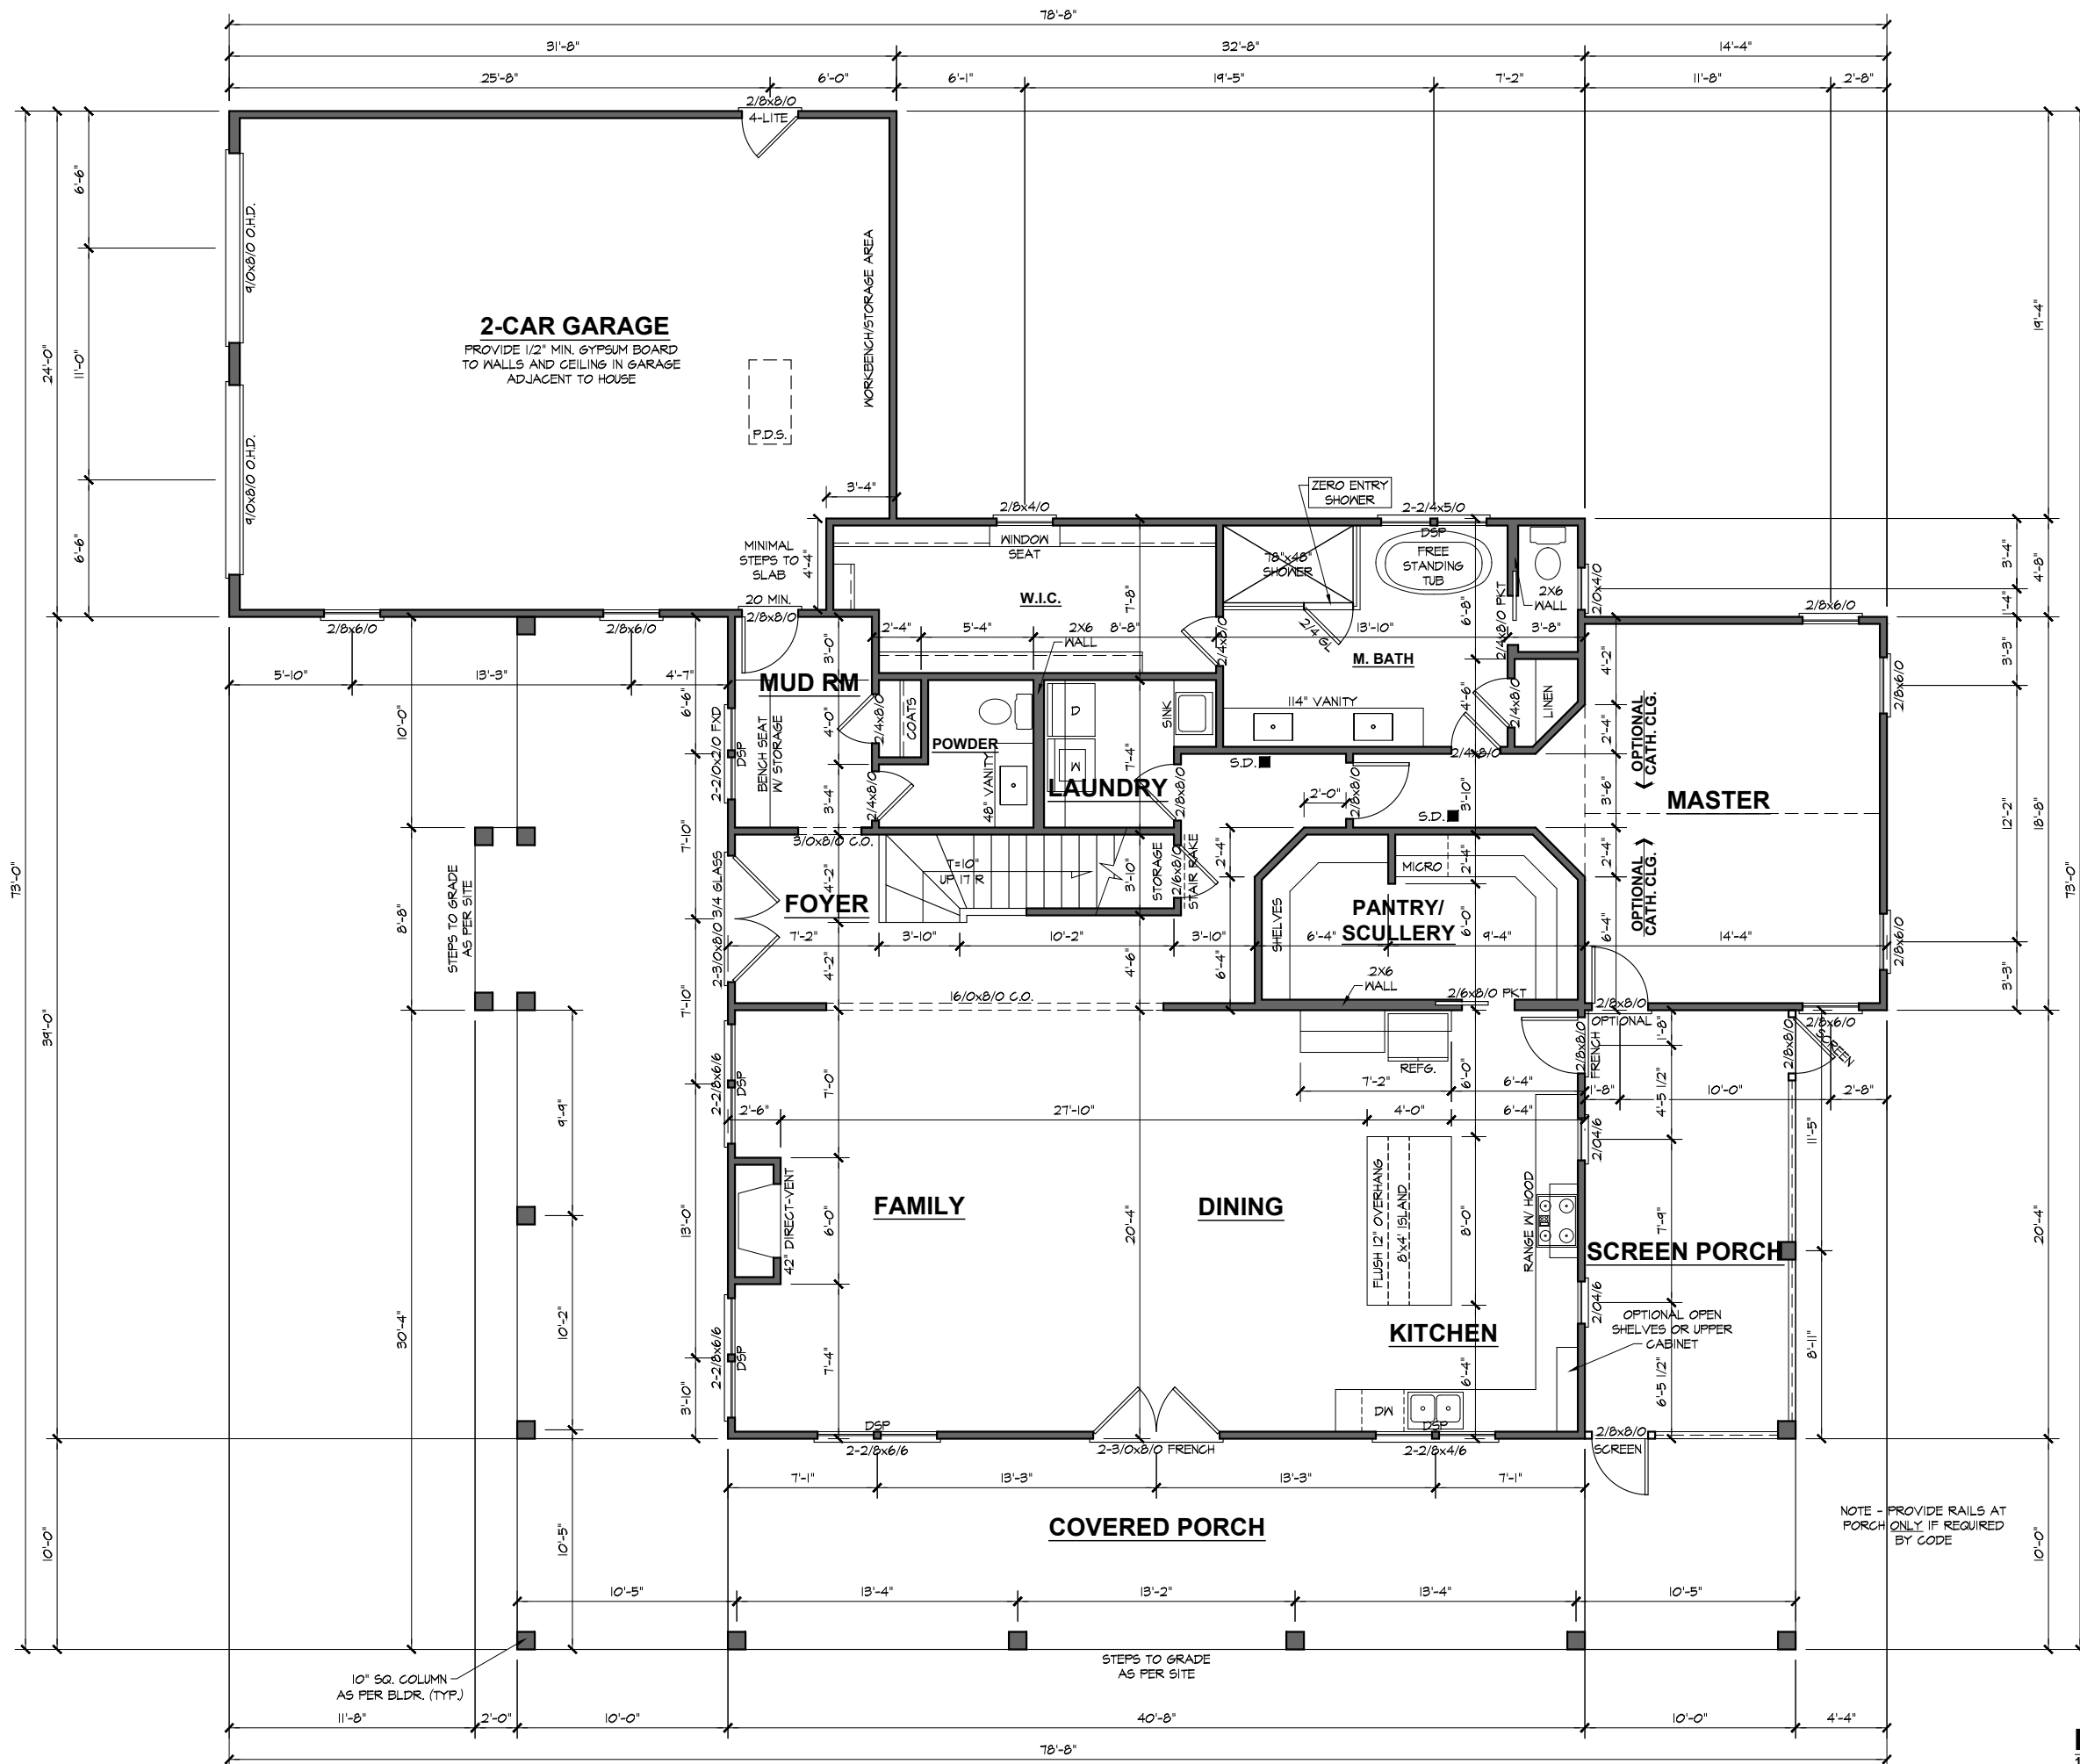 78'-8"
31'-8"
32'-8"
14'-4"
25'-8"
6'-0"
6'-1"
19'-5"
7'-2"
11'-8"
2'-8"
2/8x8/0
4-LITE
73'-0"
24'-0"
6'-6"
11'-0"
6'-6"
9/0x8/0 O.H.D.
9/0x8/0 O.H.D.
2-CAR GARAGE
PROVIDE 1/2" MIN. GYPSUM BOARD
TO WALLS AND CEILING IN GARAGE
ADJACENT TO HOUSE
WORKBENCH/STORAGE AREA
P.D.S.
3'-4"
4'-4"
MINIMAL
STEPS TO
SLAB
20 MIN.
2/8x8/0
2/8x6/0
2/8x6/0
19'-4"
73'-0"
3'-4"
4'-8"
1'-4"
2/8x4/0
WINDOW
SEAT
W.I.C.
7'-8"
2'-4"
5'-4"
2X6
WALL
8'-8"
ZERO ENTRY
SHOWER
78"x48"
SHOWER
2-2/4x5/0
DSP
FREE
STANDING
TUB
2/4 GL
2/4x8/0
13'-10"
6'-8"
2/4x8/0 PKT
2X6
WALL
2/0x4/0
3'-8"
M. BATH
114" VANITY
4'-6"
2/4x8/0
LINEN
2/4x8/0
2/8x6/0
4'-2"
2'-4"
3'-6"
2'-4"
6'-4"
< OPTIONAL
CATH. CLG.
OPTIONAL >
CATH. CLG.
MASTER
3'-3"
12'-2"
3'-3"
18'-8"
2/8x6/0
2/8x6/0
14'-4"
5'-10"
13'-3"
4'-7"
39'-0"
10'-0"
8'-8"
30'-4"
STEPS TO GRADE
AS PER SITE
6'-6"
7'-10"
7'-10"
13'-0"
3'-10"
2-2/0x2/0 FXD
DSP
MUD RM
BENCH SEAT
W/ STORAGE
3'-0"
4'-0"
3'-4"
2/4x8/0
COATS
POWDER
48" VANITY
2/4x8/0
D
W
SINK
7'-4"
LAUNDRY
2/8x8/0
S.D.
2'-0"
2/8x8/0
S.D.
3'-10"
3/0x8/0 C.O.
T=10"
UP 17 R
3'-10"
STORAGE
STAIR RAKE
2/6x8/0
2-3/0x8/0 3/4 GLASS
FOYER
4'-2"
4'-2"
7'-2"
3'-10"
10'-2"
4'-6"
3'-10"
2'-4"
6'-4"
SHELVES
MICRO
2'-4"
PANTRY/
SCULLERY
6'-0"
6'-4"
9'-4"
2X6
WALL
2/6x8/0 PKT
16/0x8/0 C.O.
2/8x8/0
OPTIONAL
2/8x8/0
FRENCH
2/8x6/0
2/8x8/0
SCREEN
1'-8"
1'-8"
4'-5 1/2"
10'-0"
2'-8"
REFG.
7'-2"
6'-0"
6'-4"
2-2/8x6/6
DSP
2'-6"
7'-0"
27'-10"
4'-0"
6'-4"
42" DIRECT-VENT
6'-0"
7'-4"
FAMILY
20'-4"
DINING
FLUSH 12" OVERHANG
8'x4' ISLAND
8'-0"
RANGE W/ HOOD
2/04/6
2/04/6
7'-9"
SCREEN PORCH
11'-5"
8'-11"
20'-4"
KITCHEN
6'-4"
OPTIONAL OPEN
SHELVES OR UPPER
CABINET
6'-5 1/2"
9'-9"
10'-2"
10'-5"
2-2/8x6/6
DSP
DSP
2-2/8x6/6
2-3/0x8/0 FRENCH
DW
DSP
2-2/8x4/6
2/8x8/0
SCREEN
7'-1"
13'-3"
13'-3"
7'-1"
COVERED PORCH
NOTE - PROVIDE RAILS AT
PORCH ONLY IF REQUIRED
BY CODE
10'-0"
10'-0"
10'-5"
13'-4"
13'-2"
13'-4"
10'-5"
STEPS TO GRADE
AS PER SITE
10" SQ. COLUMN
AS PER BLDR. (TYP.)
11'-8"
2'-0"
10'-0"
40'-8"
10'-0"
4'-4"
78'-8"